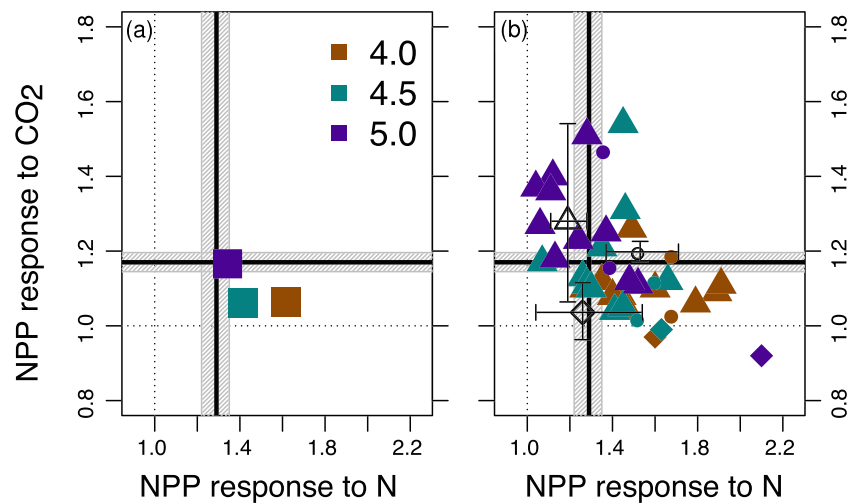 (a)
4.0
4.5
5.0
NPP response to CO2
0.8 1.0 1.2 1.4 1.6 1.8
1.0 1.4 1.8 2.2
NPP response to N
(b)
0.8 1.0 1.2 1.4 1.6 1.8
1.0 1.4 1.8 2.2
NPP response to N